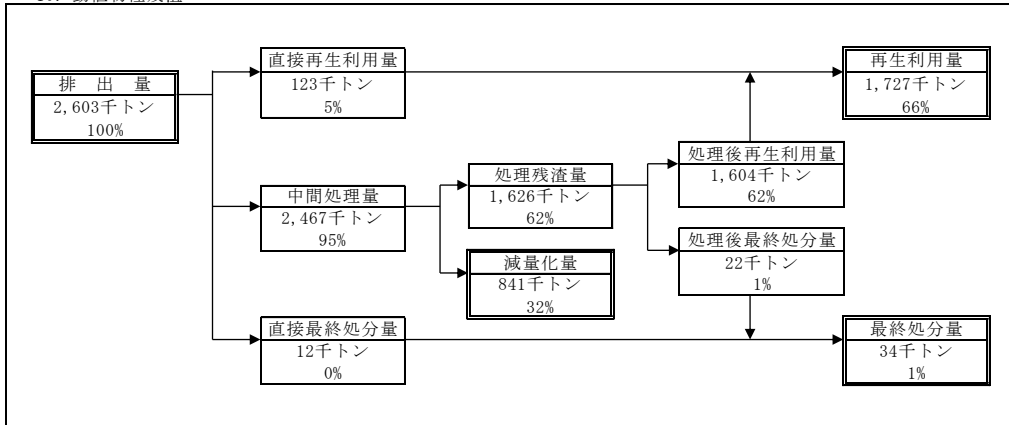 排　出　量
2,603千トン
100%
直接再生利用量
123千トン
5%
中間処理量
2,467千トン
95%
直接最終処分量
12千トン
0%
処理残渣量
1,626千トン
62%
減量化量
841千トン
32%
処理後再生利用量
1,604千トン
62%
処理後最終処分量
22千トン
1%
再生利用量
1,727千トン
66%
最終処分量
34千トン
1%